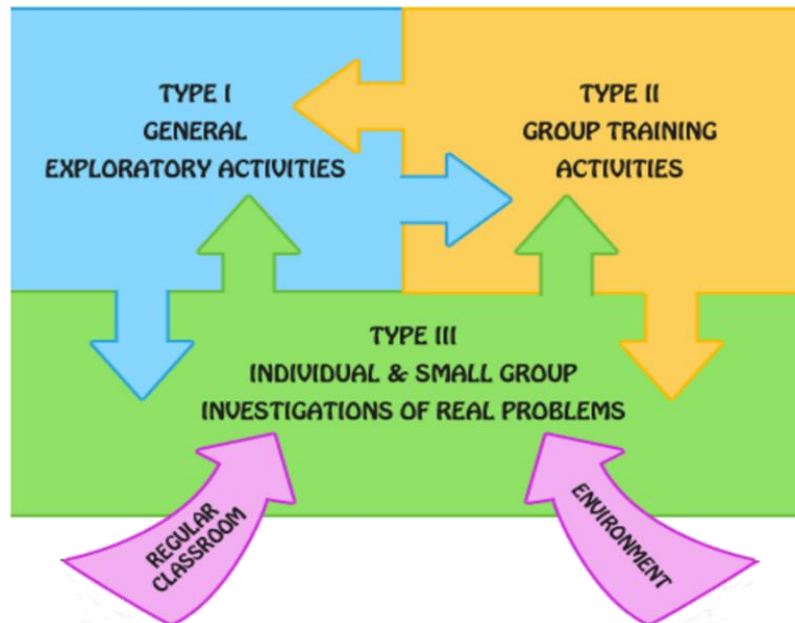 TYPE I
GENERAL
EXPLORATORY ACTIVITIES
TYPE II
GROUP TRAINING
ACTIVITIES
TYPE III
INDIVIDUAL & SMALL GROUP
INVESTIGATIONS OF REAL PROBLEMS
REGULAR
CLASSROOM
ENVIRONMENT